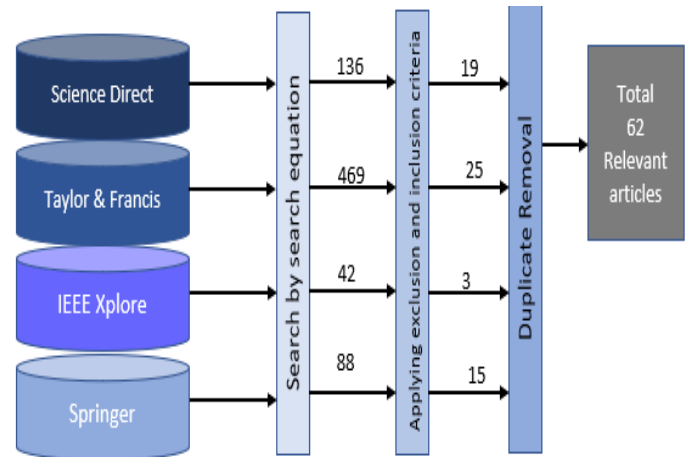 Science Direct
Taylor & Francis
IEEE Xplore
Springer
Search by search equation
136
469
42
88
Applying exclusion and inclusion criteria
19
25
3
15
Duplicate Removal
Total
62
Relevant
articles